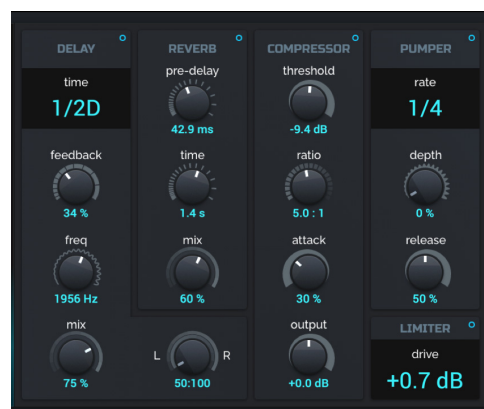 DELAY
time
1/2D
feedback
34 %
freq
1956 Hz
mix
75 %
REVERB
pre-delay
42.9 ms
time
1.4 s
mix
60 %
L R
50:100
COMPRESSOR
threshold
-9.4 dB
ratio
5.0 : 1
attack
30 %
output
+0.0 dB
PUMPER
rate
1/4
depth
0 %
release
50 %
LIMITER
drive
+0.7 dB